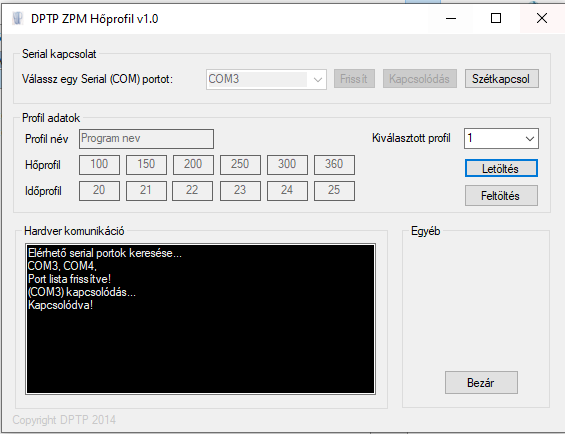 DPTP ZPM Hőprofil v1.0
Serial kapcsolat
Válassz egy Serial (COM) portot: COM3 Frissít Kapcsolódás Szétkapcsol
Profil adatok
Profil név Program nev Kiválasztott profil 1
Hőprofil 100 150 200 250 300 360 Letöltés
Időprofil 20 21 22 23 24 25 Feltöltés
Hardver komunikáció
Elérhető serial portok keresése...
COM3, COM4,
Port lista frissítve!
(COM3) kapcsolódás...
Kapcsolódva!
Egyéb
Bezár
Copyright DPTP 2014